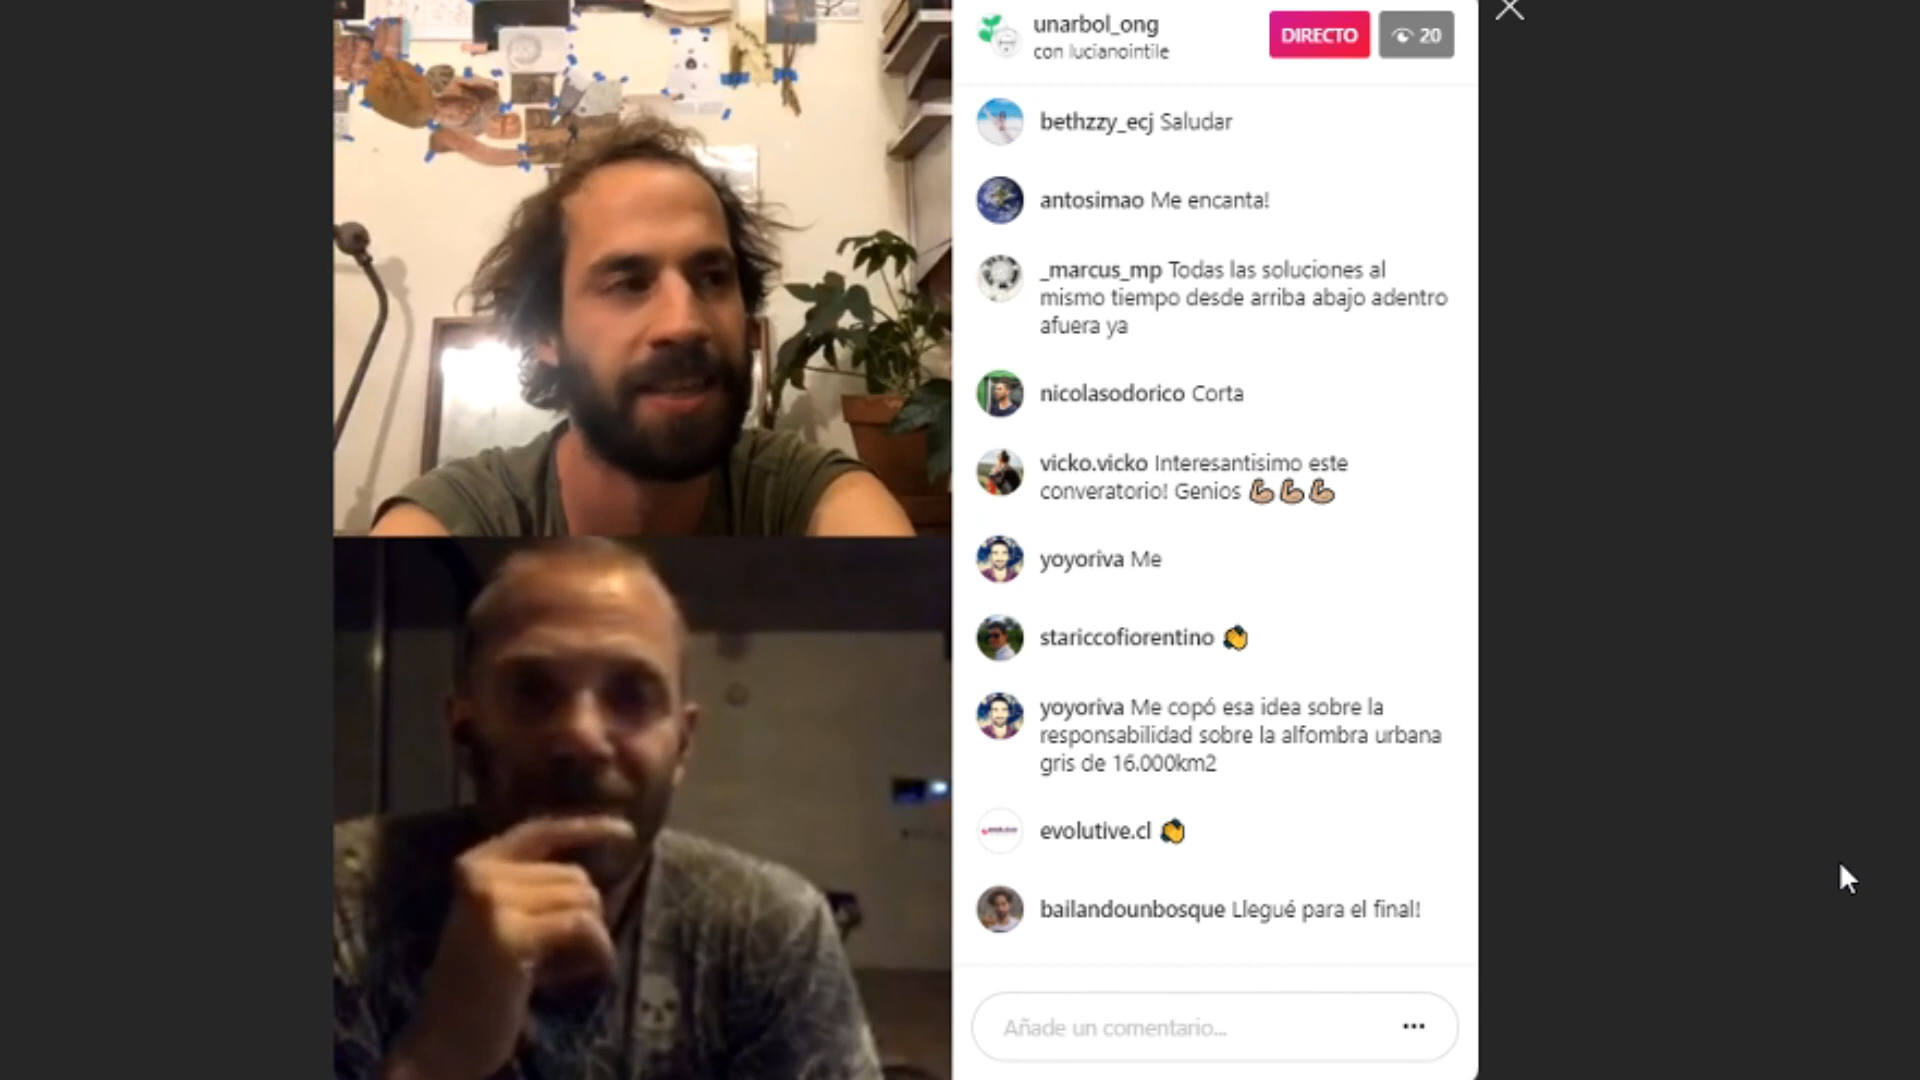 unarbol_ong
con lucianointile
DIRECTO
20
bethzzy_ecj Saludar
antosimao Me encanta!
_marcus_mp Todas las soluciones al
mismo tiempo desde arriba abajo adentro
afuera ya
nicolasodorico Corta
vicko.vicko Interesantisimo este
converatorio! Genios 💪🏼💪🏼💪🏼
yoyoriva Me
stariccofiorentino 👏
yoyoriva Me copó esa idea sobre la
responsabilidad sobre la alfombra urbana
gris de 16.000km2
evolutive.cl 👏
bailandounbosque Llegué para el final!
Añade un comentario...